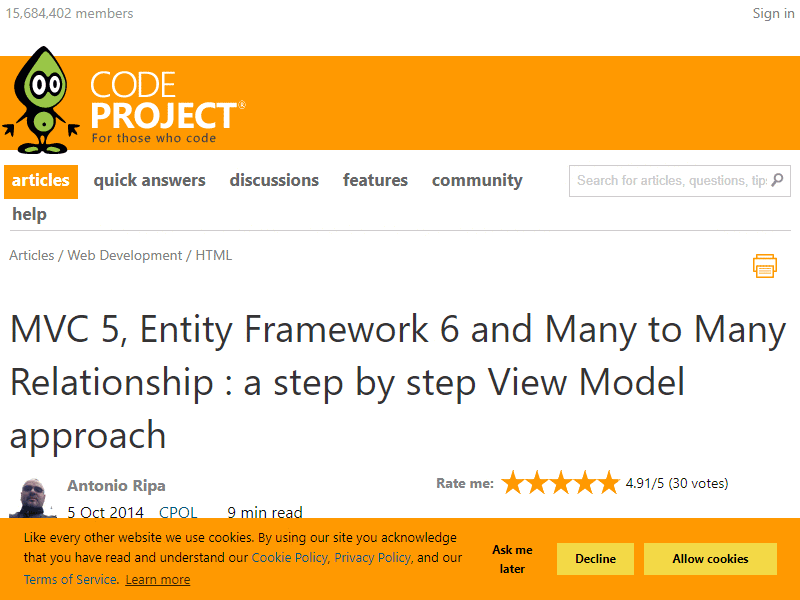 15,684,402 members
Sign in
CODE
PROJECT®
For those who code
articles quick answers discussions features community
Search for articles, questions, tips
help
Articles / Web Development / HTML
MVC 5, Entity Framework 6 and Many to Many
Relationship : a step by step View Model
approach
Antonio Ripa
Rate me: 4.91/5 (30 votes)
5 Oct 2014 CPOL 9 min read
Like every other website we use cookies. By using our site you acknowledge
that you have read and understand our Cookie Policy, Privacy Policy, and our
Terms of Service. Learn more
Ask me
later
Decline
Allow cookies